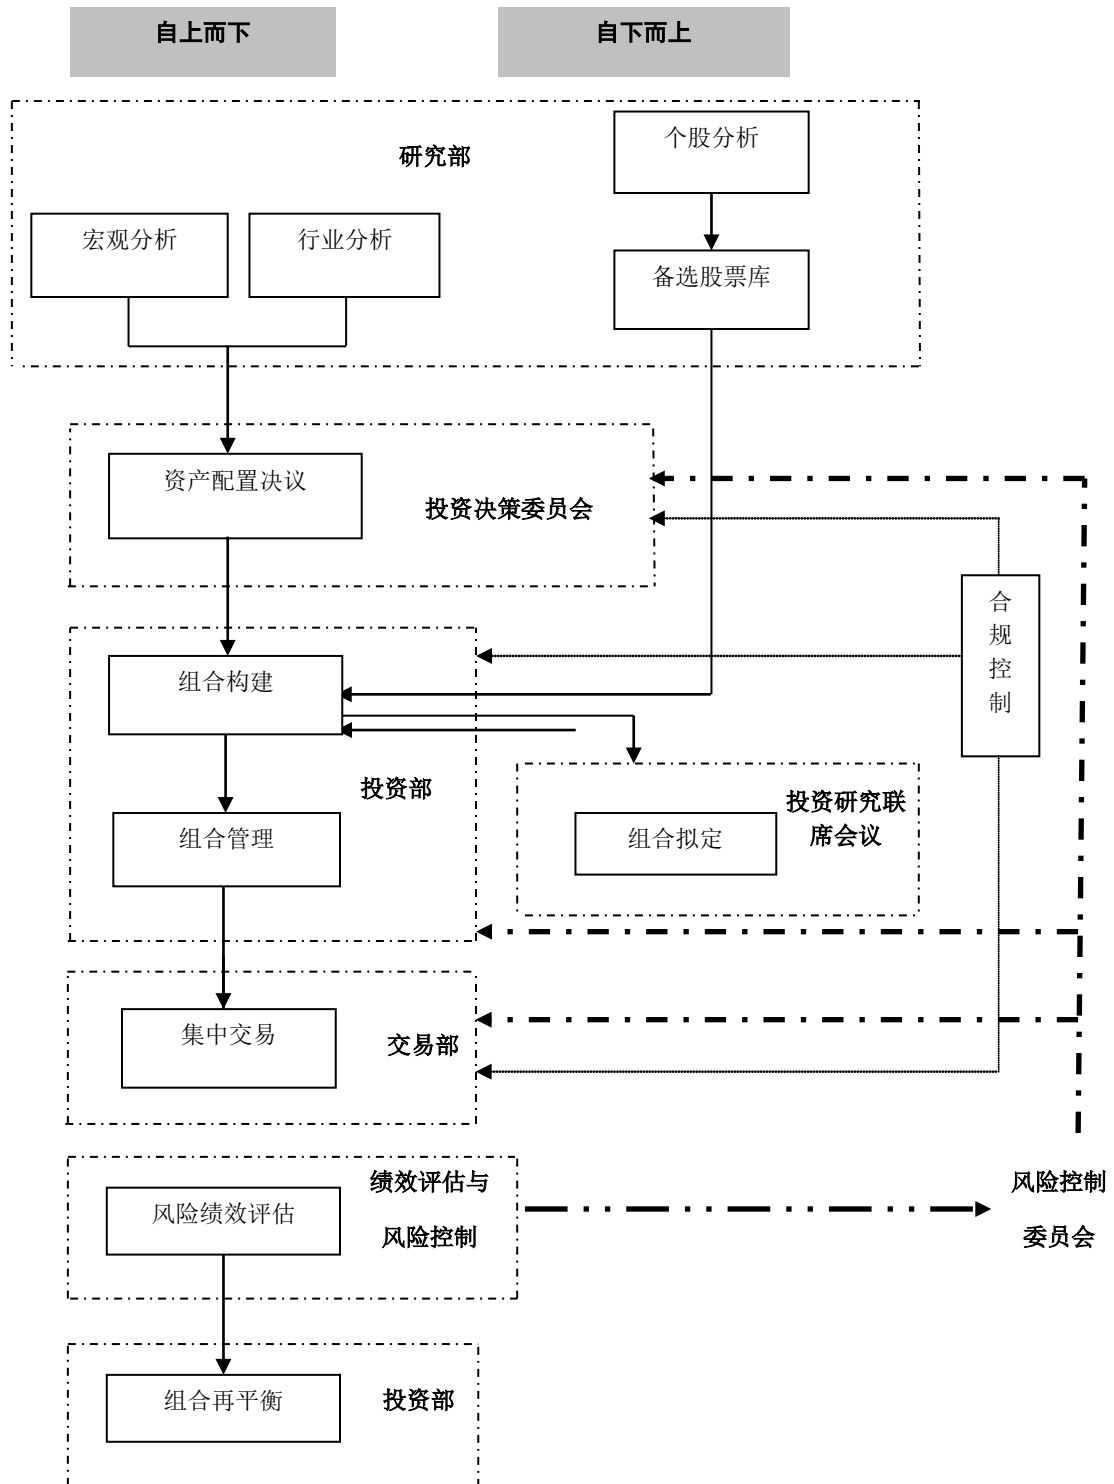 自上而下
自下而上
个股分析
研究部
宏观分析
行业分析
备选股票库
资产配置决议
投资决策委员会
合
规
控
制
组合构建
投资部
投资研究联
席会议
组合拟定
组合管理
集中交易
交易部
绩效评估与
风险控制
风险绩效评估
风险控制
委员会
组合再平衡
投资部